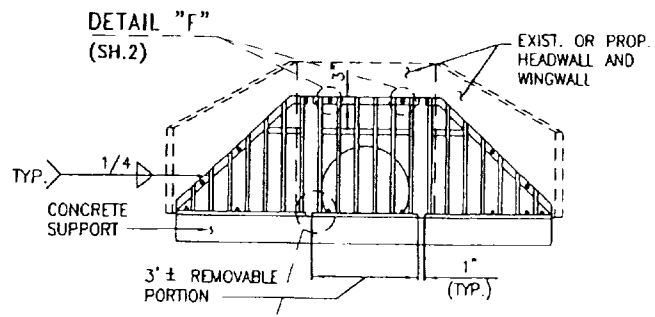 DETAIL "F"
(SH.2)
EXIST. OR PROP.
HEADWALL AND
WINGWALL
3"
1/4
TYP.
CONCRETE
SUPPORT
3' ± REMOVABLE
PORTION
1"
(TYP.)